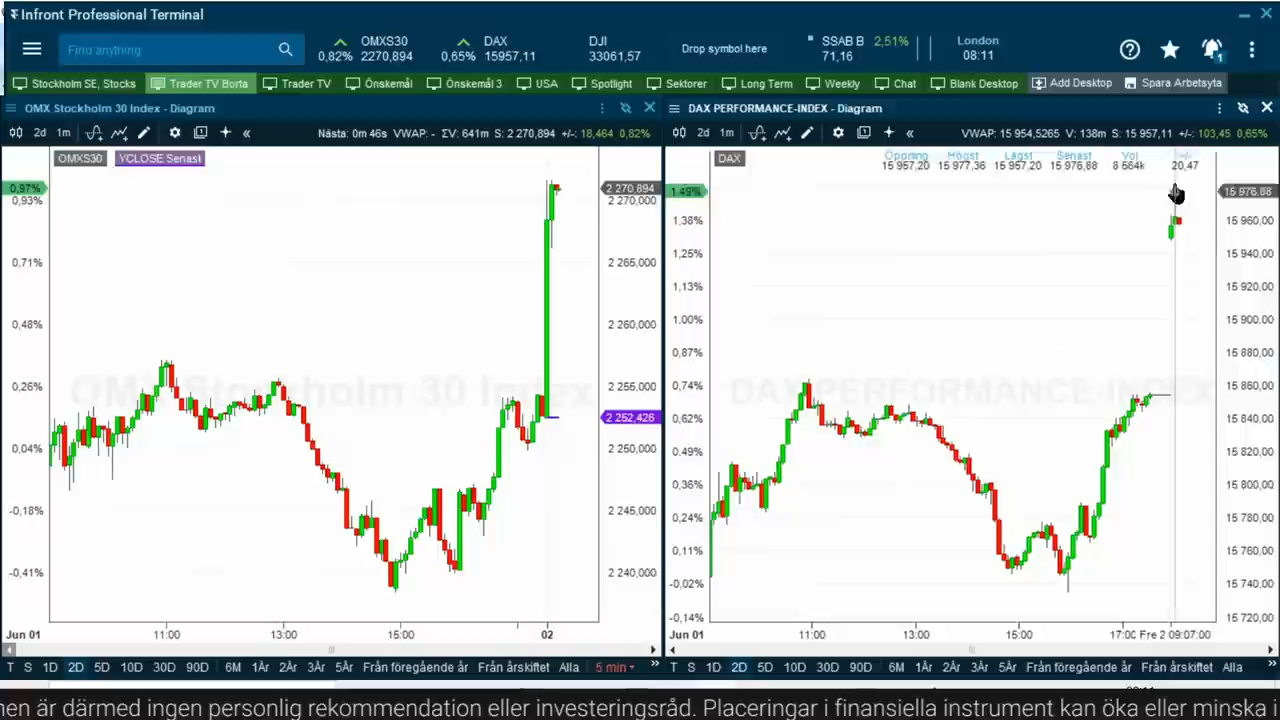 Infront Professional Terminal
Find anything
OMXS30
0.82% 2270,894
DAX
0.65% 15957,11
DJI
33061,57
Drop symbol here
SSAB B 2,51%
71,16
London
08:11
1
Stockholm SE, Stocks Trader TV Borta Trader TV Önskemål Önskemål 3 USA Spotlight Sektorer Long Term Weekly Chat Blank Desktop Add Desktop Spara Arbetsyta
OMX Stockholm 30 Index - Diagram
2d 1m « Nästa: 0m 46s VWAP: - ΣV: 641m S: 2 270,894 +/-: 18,464 0,82%
OMXS30 YCLOSE Senast
OMX Stockholm 30 Index
0,97%
0,93%
0,71%
0,48%
0,26%
0,04%
-0,18%
-0,41%
2 270,894
2 270,000
2 265,000
2 260,000
2 255,000
2 252,426
2 250,000
2 245,000
2 240,000
Jun 01 11:00 13:00 15:00 02
T S 1D 2D 5D 10D 30D 90D 6M 1År 2År 3År 5År Från föregående år Från årskiftet Alla 5 min »
DAX PERFORMANCE-INDEX - Diagram
2d 1m « VWAP: 15 954,5265 V: 138m S: 15 957,11 +/-: 103,45 0,65%
DAX
Öppning Högst Lägst Senast Vol +/-
15 957,20 15 977,36 15 957,20 15 976,88 8 564k 20,47
DAX PERFORMANCE-INDEX
1.49%
1,38%
1,25%
1,13%
1,00%
0,87%
0,74%
0,62%
0,49%
0,36%
0,24%
0,11%
-0,02%
-0,14%
15 976,88
15 960,00
15 940,00
15 920,00
15 900,00
15 880,00
15 860,00
15 840,00
15 820,00
15 800,00
15 780,00
15 760,00
15 740,00
15 720,00
Jun 01 11:00 13:00 15:00 17:00 Fre 2 09:07:00
T S 1D 2D 5D 10D 30D 90D 6M 1År 2År 3År 5År Från föregående år Från årskiftet Alla »
nen är därmed ingen personlig rekommendation eller investeringsråd. Placeringar i finansiella instrument kan öka eller minska i